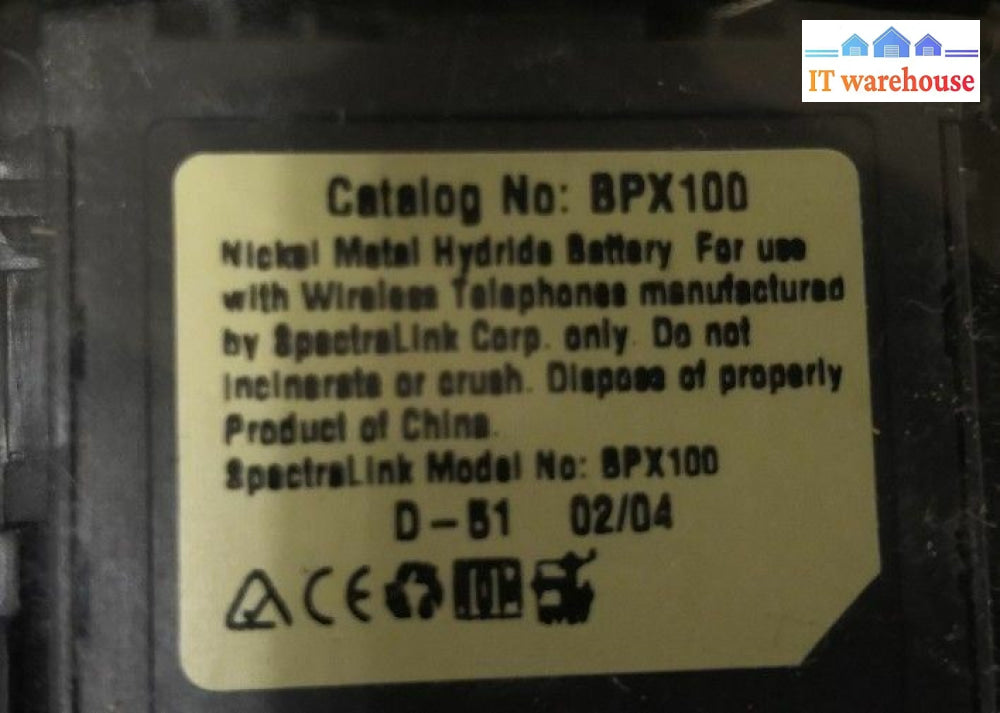 IT warehouse
Catalog No: BPX100
Nickel Metal Hydride Battery For use
with Wireless Telephones manufactured
by SpectraLink Corp. only. Do not
incinerate or crush. Dispose of properly
Product of China.
SpectraLink Model No: BPX100
D-51 02/04
CE